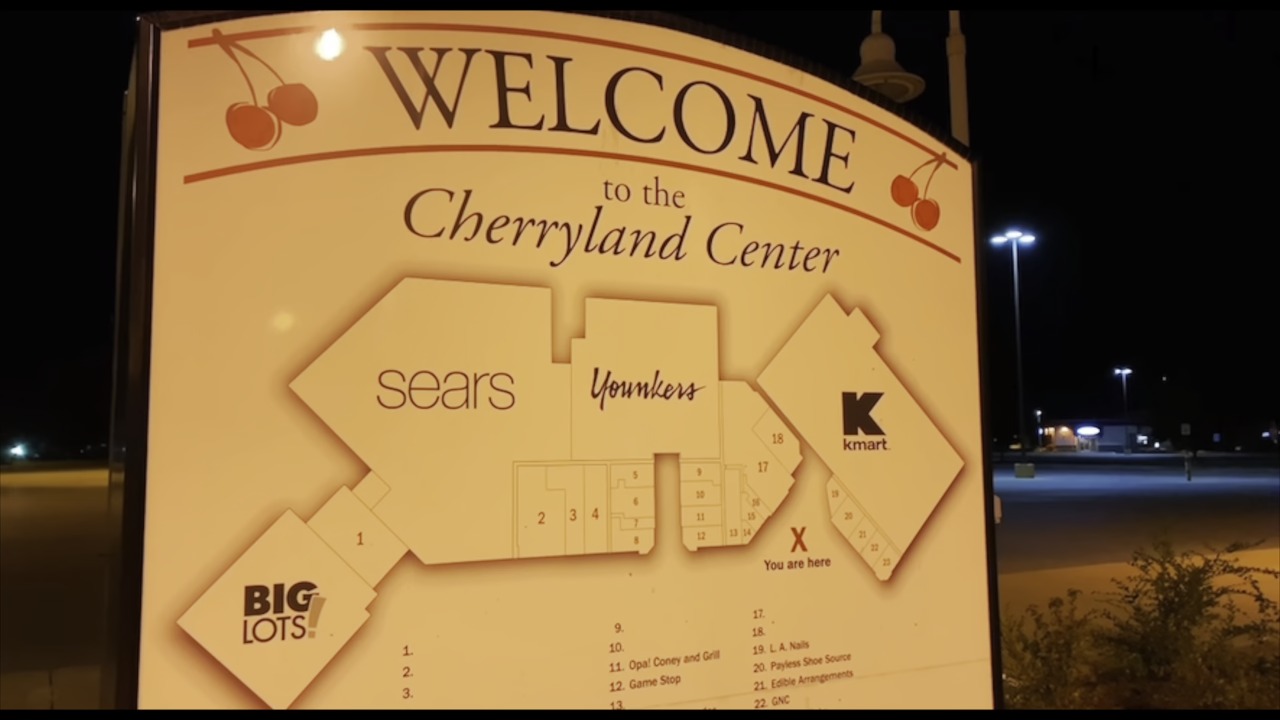 WELCOME
to the
Cherryland Center
sears
Younkers
K
kmart
18
17
5
9
6
10
16
19
2
3
4
7
11
15
20
8
12
13
14
21
22
23
1
X
You are here
BIG
LOTS!
1.
2.
3.
9.
10.
11. Opa! Coney and Grill
12. Game Stop
13.
17.
18.
19. L. A. Nails
20. Payless Shoe Source
21. Edible Arrangements
22. GNC